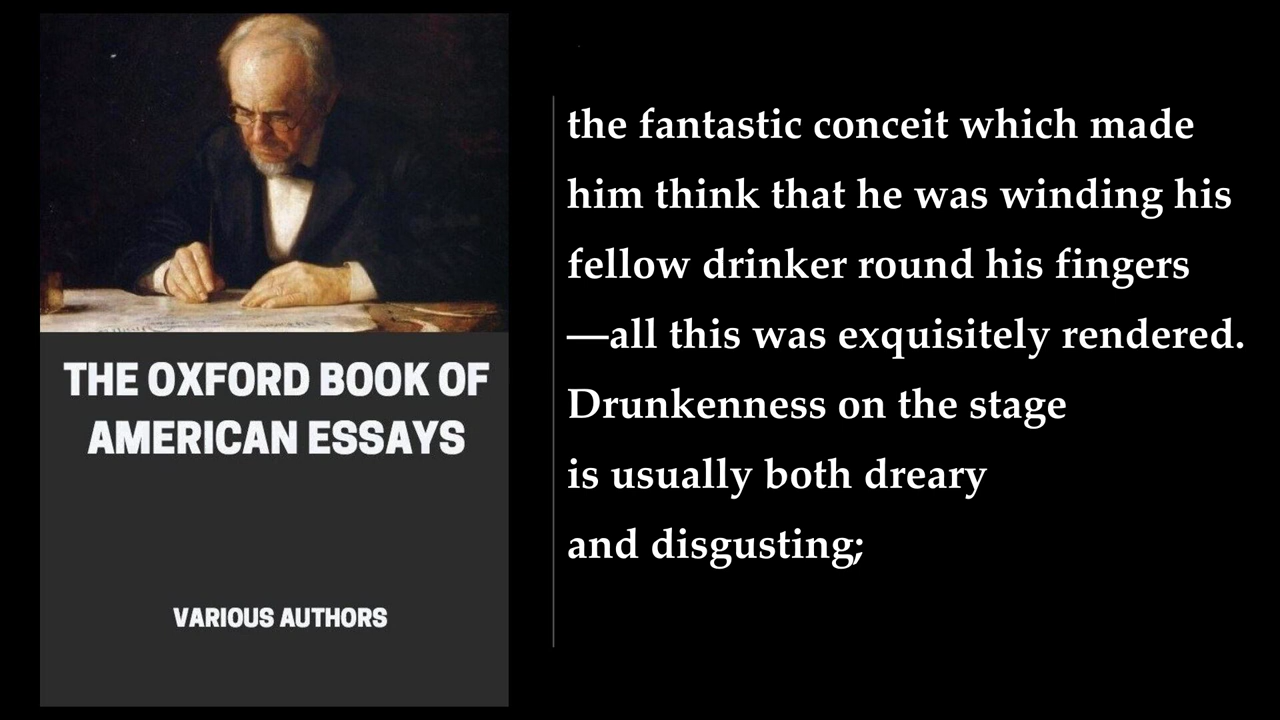 THE OXFORD BOOK OF
AMERICAN ESSAYS
VARIOUS AUTHORS
the fantastic conceit which made
him think that he was winding his
fellow drinker round his fingers
—all this was exquisitely rendered.
Drunkenness on the stage
is usually both dreary
and disgusting;